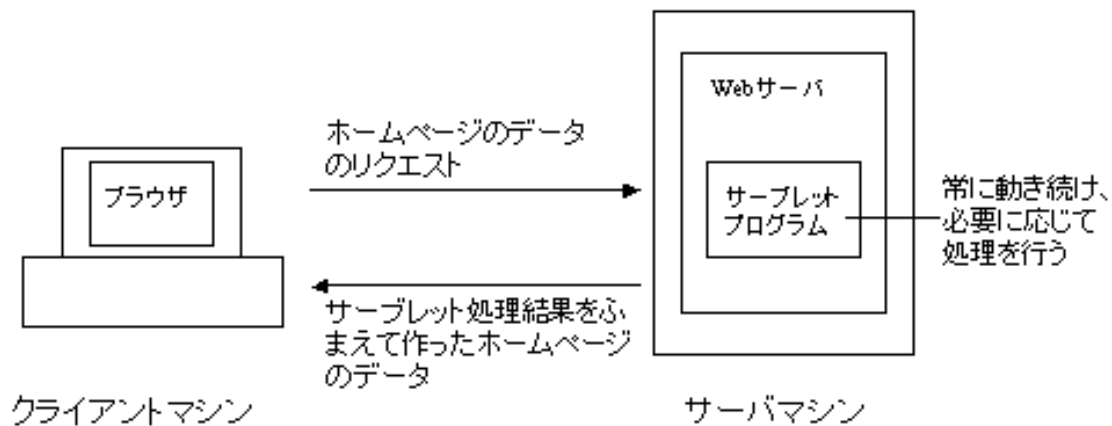 Webサーバ
ホームページのデータ
のリクエスト
ブラウザ
サーブレット
プログラム
常に動き続け、
必要に応じて
処理を行う
サーブレット処理結果をふ
まえて作ったホームページ
のデータ
クライアントマシン
サーバマシン